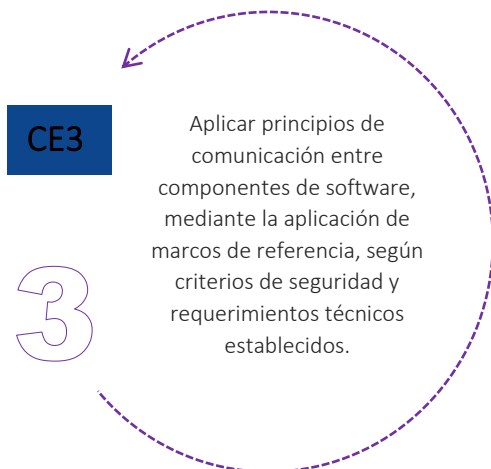 CE3
3
Aplicar principios de
comunicación entre
componentes de software,
mediante la aplicación de
marcos de referencia, según
criterios de seguridad y
requerimientos técnicos
establecidos.